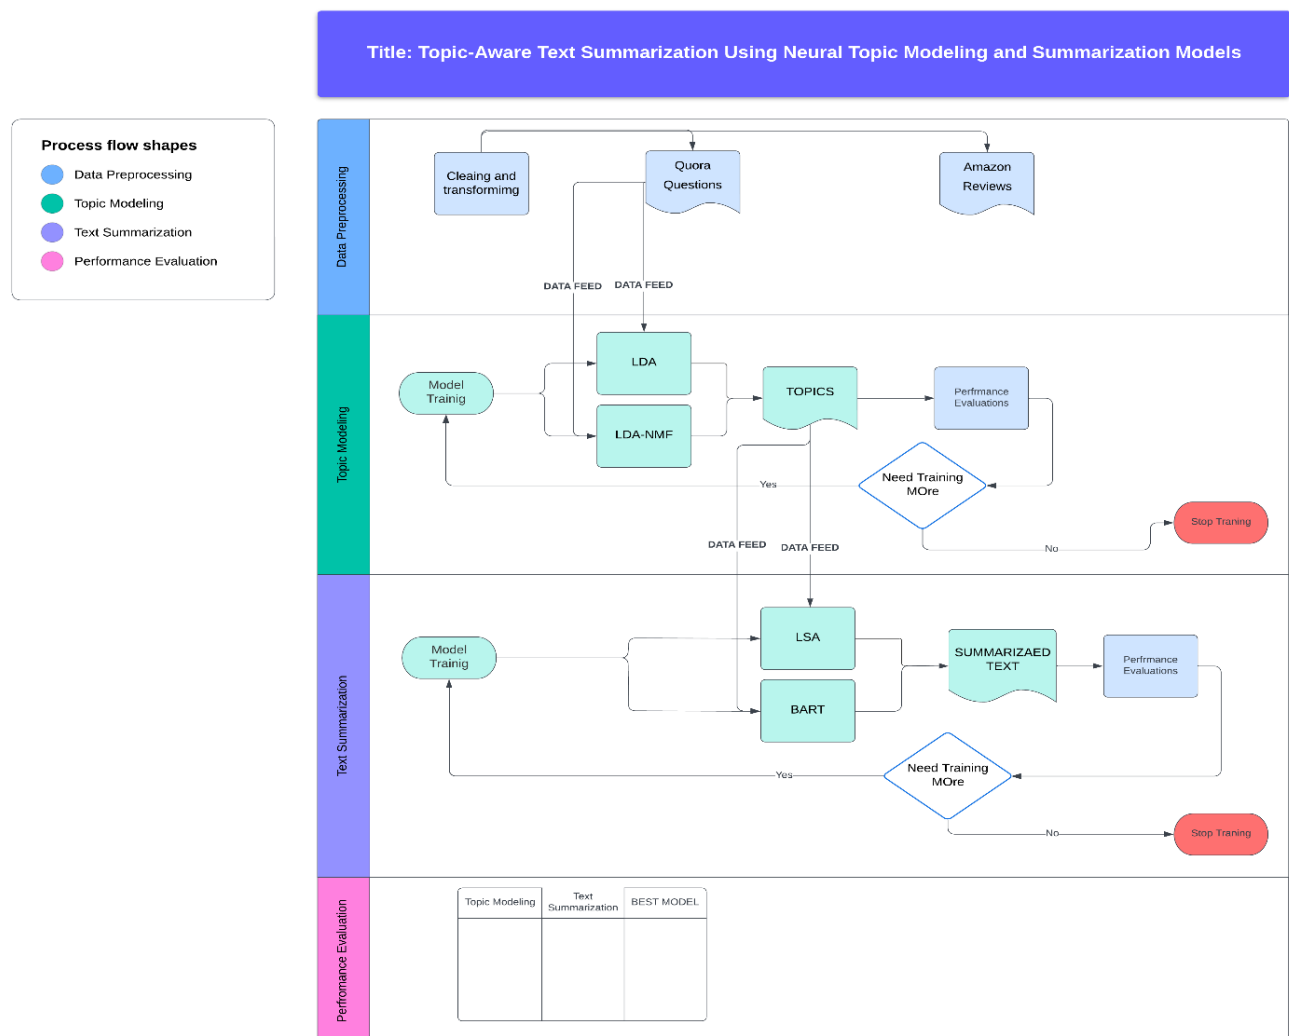 Title: Topic-Aware Text Summarization Using Neural Topic Modeling and Summarization Models
Process flow shapes
Data Preprocessing
Topic Modeling
Text Summarization
Performance Evaluation
Data Preprocessing
Cleaing and
transformimg
Quora
Questions
Amazon
Reviews
DATA FEED
DATA FEED
Topic Modeling
Model
Trainig
LDA
LDA-NMF
TOPICS
Perfrmance
Evaluations
Need Training
MOre
Yes
No
Stop Traning
DATA FEED
DATA FEED
Text Summarization
Model
Trainig
LSA
BART
SUMMARIZAED
TEXT
Perfrmance
Evaluations
Need Training
MOre
Yes
No
Stop Traning
Perfromance Evaluation
Topic Modeling
Text
Summarization
BEST MODEL